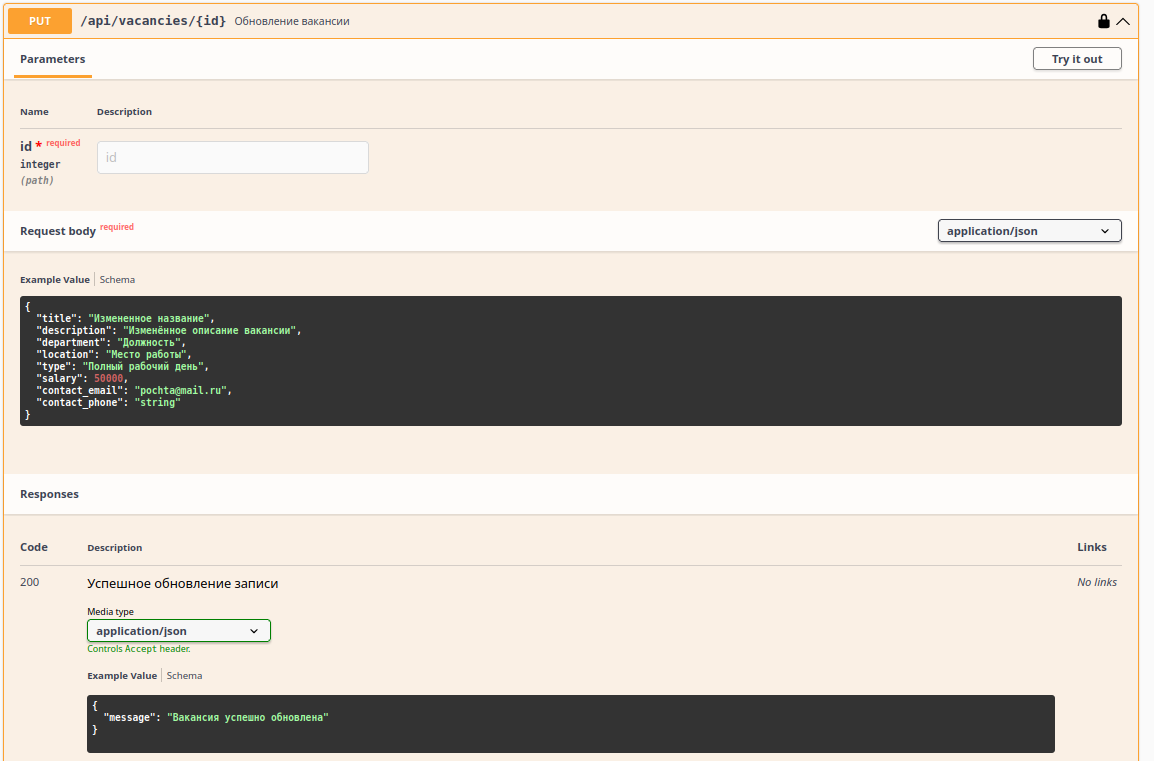 PUT /api/vacancies/{id} Обновление вакансии
Parameters Try it out
Name Description
id * required id
integer
(path)
Request body required application/json
Example Value Schema
{
"title": "Измененное название",
"description": "Изменённое описание вакансии",
"department": "Должность",
"location": "Место работы",
"type": "Полный рабочий день",
"salary": 50000,
"contact_email": "pochta@mail.ru",
"contact_phone": "string"
}
Responses
Code Description Links
200 Успешное обновление записи No links
Media type
application/json
Controls Accept header.
Example Value Schema
{
"message": "Вакансия успешно обновлена"
}